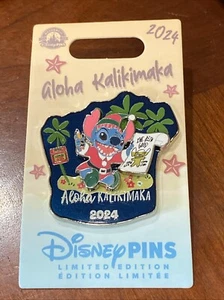 2024
Aloha Kalikimaka
Aloha KALIKIMAKA
2024
Disney PINS
LIMITED EDITION
ÉDITION LIMITÉE